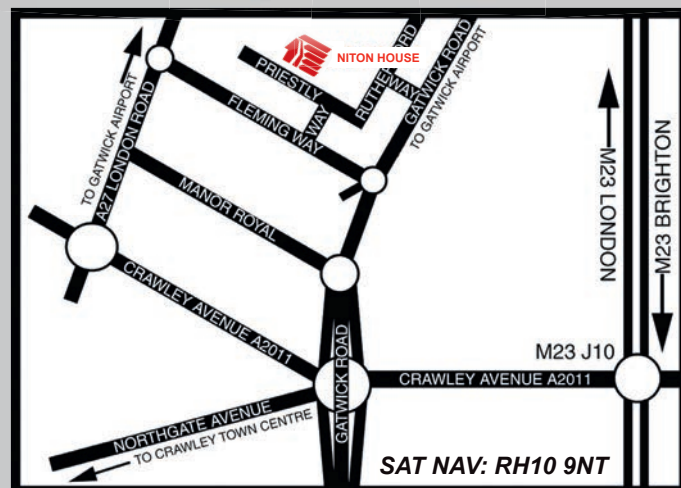 NITON HOUSE
PRIESTLY
WAY
RUTHERFORD
WAY
GATWICK ROAD
TO GATWICK AIRPORT
TO GATWICK AIRPORT
A27 LONDON ROAD
FLEMING WAY
MANOR ROYAL
CRAWLEY AVENUE A2011
GATWICK ROAD
M23 LONDON
M23 BRIGHTON
M23 J10
CRAWLEY AVENUE A2011
NORTHGATE AVENUE
TO CRAWLEY TOWN CENTRE
SAT NAV: RH10 9NT